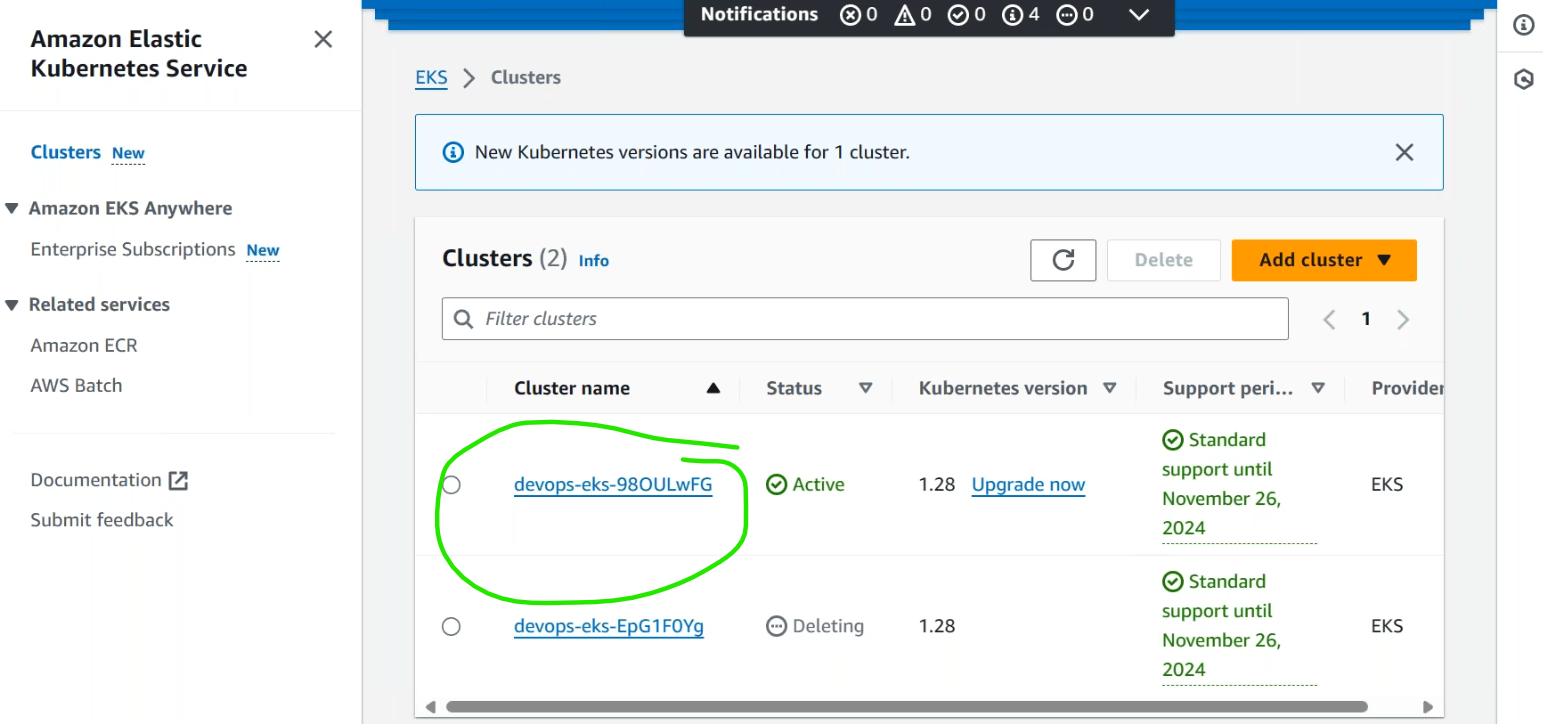 Notifications 0 0 0 4 0
Amazon Elastic
Kubernetes Service
Clusters New
Amazon EKS Anywhere
Enterprise Subscriptions New
Related services
Amazon ECR
AWS Batch
Documentation
Submit feedback
EKS > Clusters
New Kubernetes versions are available for 1 cluster.
Clusters (2) Info
Delete
Add cluster
Filter clusters
1
Cluster name Status Kubernetes version Support peri... Provider
devops-eks-98OULwFG Active 1.28 Upgrade now Standard
support until
November 26,
2024
EKS
devops-eks-EpG1F0Yg Deleting 1.28 Standard
support until
November 26,
2024
EKS